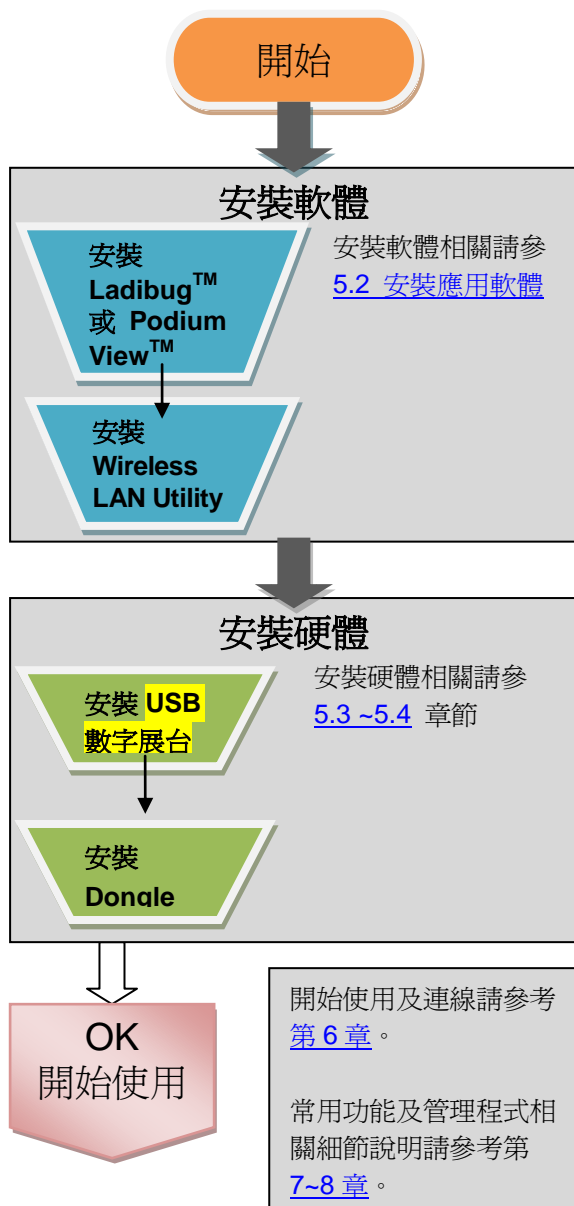 開始
安裝軟體
安裝
Ladibug™
或 Podium
View™
安裝軟體相關請參
5.2 安裝應用軟體
安裝
Wireless
LAN Utility
安裝硬體
安裝 USB
數字展台
安裝硬體相關請參
5.3 ~5.4 章節
安裝
Dongle
OK
開始使用
開始使用及連線請參考
第 6 章。
常用功能及管理程式相
關細節說明請參考第
7~8 章。